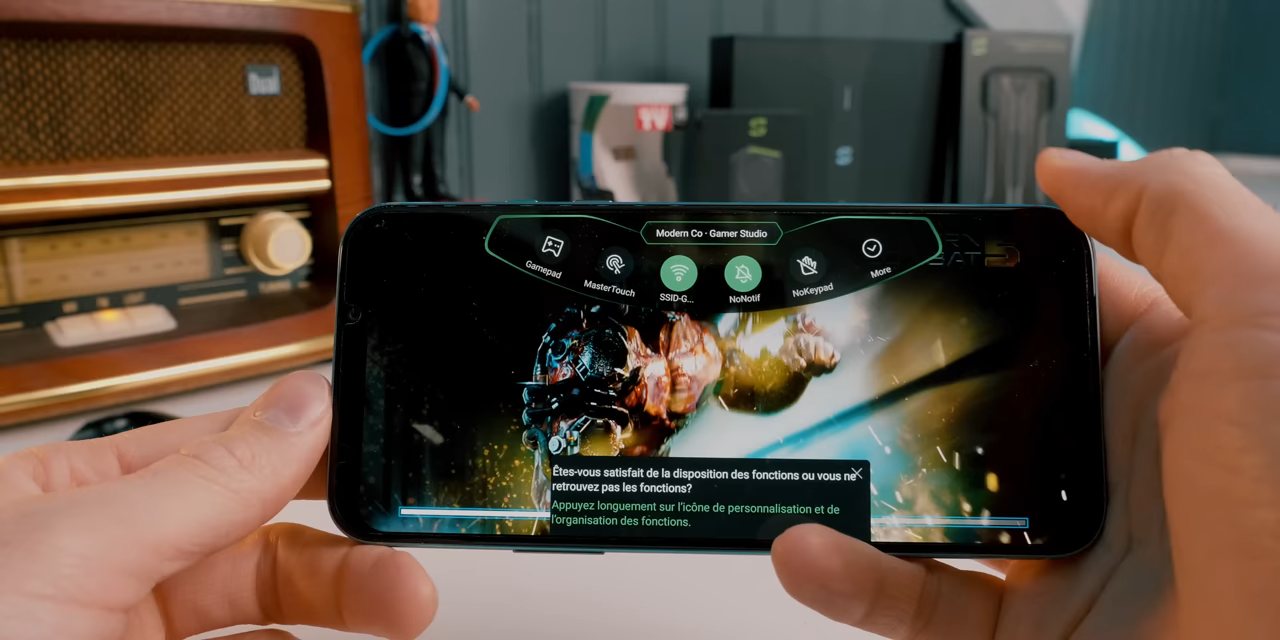 Dual
TV
Modern Co · Gamer Studio
Gamepad
MasterTouch
SSID-G...
NoNotif
NoKeypad
More
BAT 5
Êtes-vous satisfait de la disposition des fonctions ou vous ne
retrouvez pas les fonctions?
Appuyez longuement sur l'icône de personnalisation et de
l'organisation des fonctions.